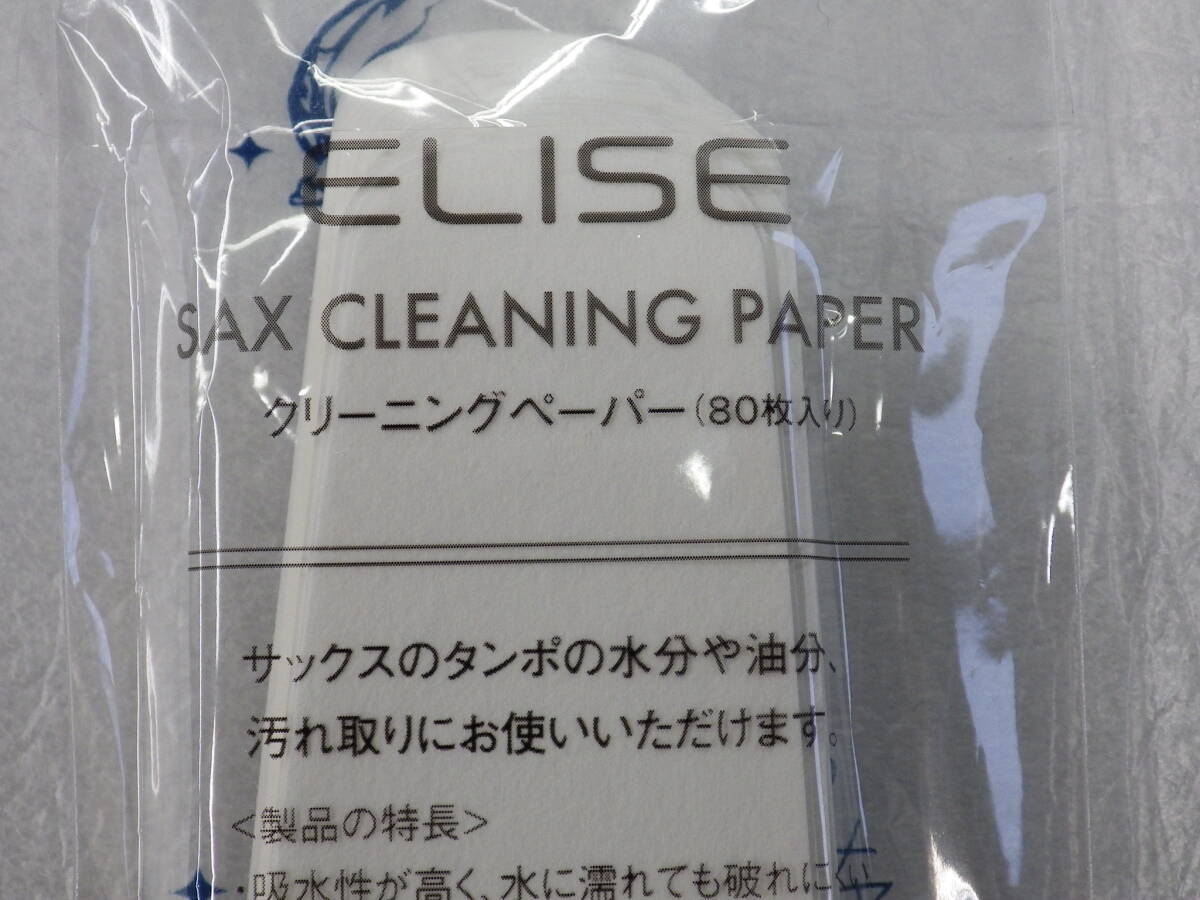 ELISE
SAX CLEANING PAPER
クリーニングペーパー（80枚入り）
サックスのタンポの水分や油分、
汚れ取りにお使いいただけます。
<製品の特長>
・吸水性が高く、水に濡れても破れにくい